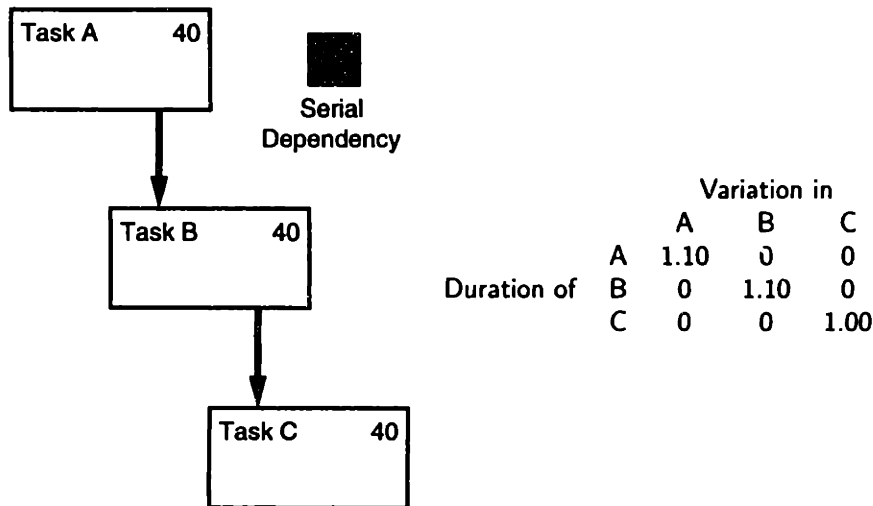 Task A 40
Serial
Dependency
Task B 40
Task C 40
Variation in
A B C
A 1.10 0 0
Duration of B 0 1.10 0
C 0 0 1.00